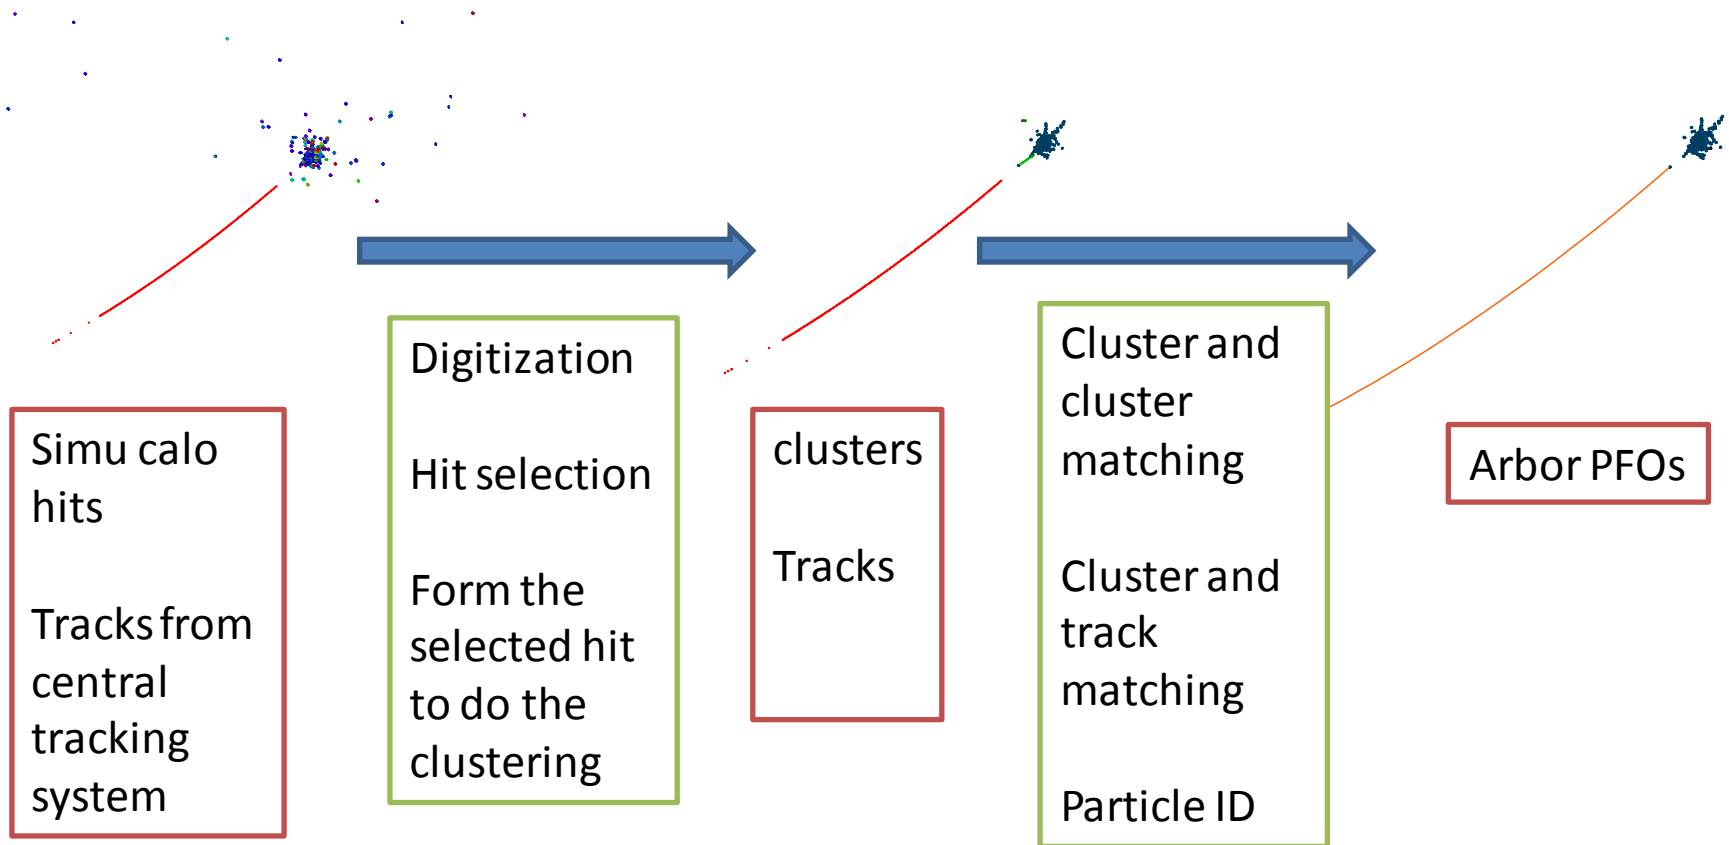 Simu calo
hits
Tracks from
central
tracking
system
Digitization
Hit selection
Form the
selected hit
to do the
clustering
clusters
Tracks
Cluster and
cluster
matching
Cluster and
track
matching
Particle ID
Arbor PFOs